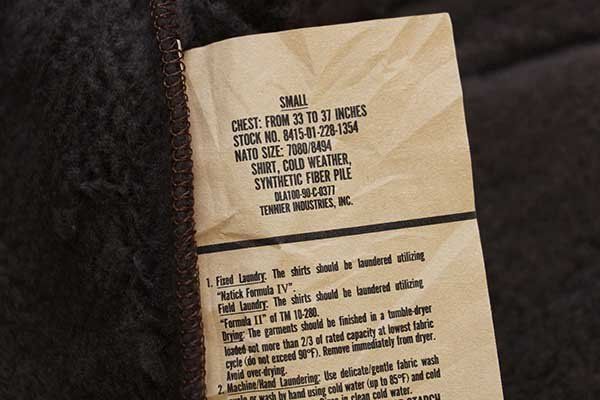 SMALL
CHEST: FROM 33 TO 37 INCHES
STOCK NO. 8415-01-228-1354
NATO SIZE: 7080/8494
SHIRT, COLD WEATHER,
SYNTHETIC FIBER PILE
DLA100-90-C-0377
TENNIER INDUSTRIES, INC.
1. Fixed Laundry: The shirts should be laundered utilizing
"Natick Formula IV".
Field Laundry: The shirts should be laundered utilizing
"Formula II" of TM 10-280.
Drying: The garments should be finished in a tumble-dryer
loaded not more than 2/3 of rated capacity at lowest fabric
cycle (do not exceed 90°F). Remove immediately from dryer.
Avoid over-drying.
2. Machine/Hand Laundering: Use delicate/gentle fabric wash
or wash by hand using cold water (up to 85°F) and cold
in clean cold water.
STARCH